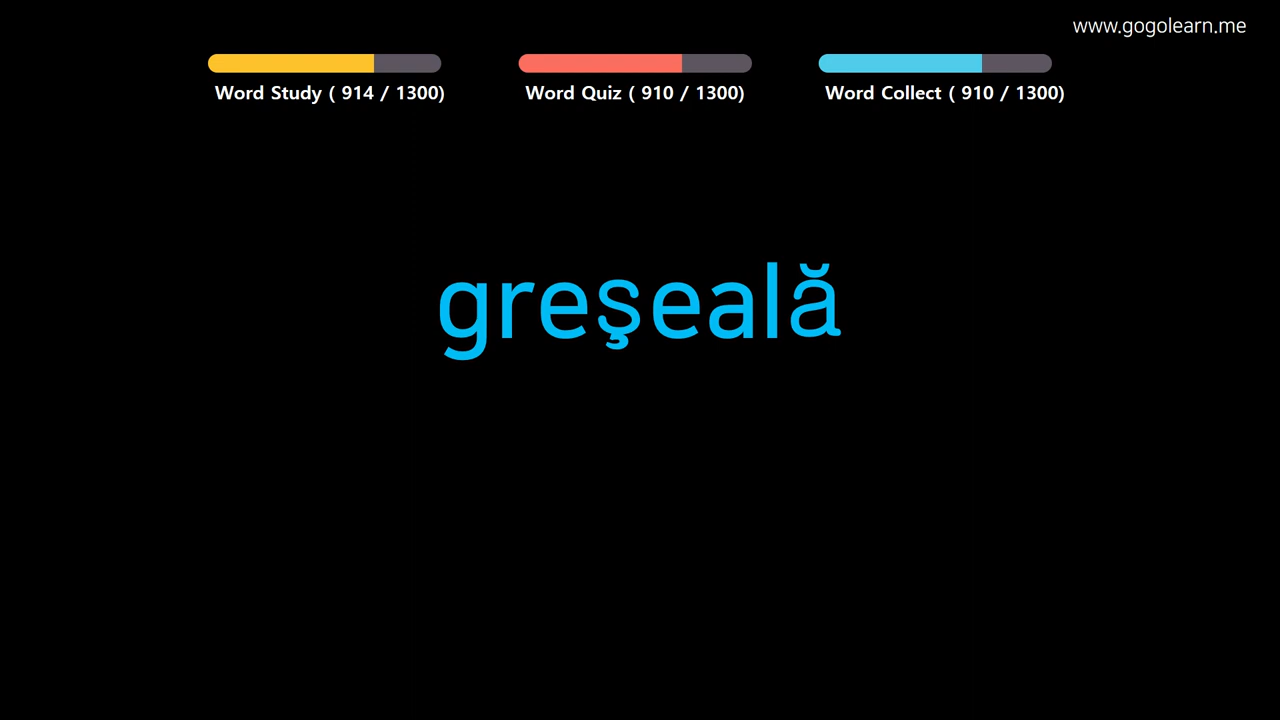 www.gogolearn.me
Word Study ( 914 / 1300)
Word Quiz ( 910 / 1300)
Word Collect ( 910 / 1300)
greşeală